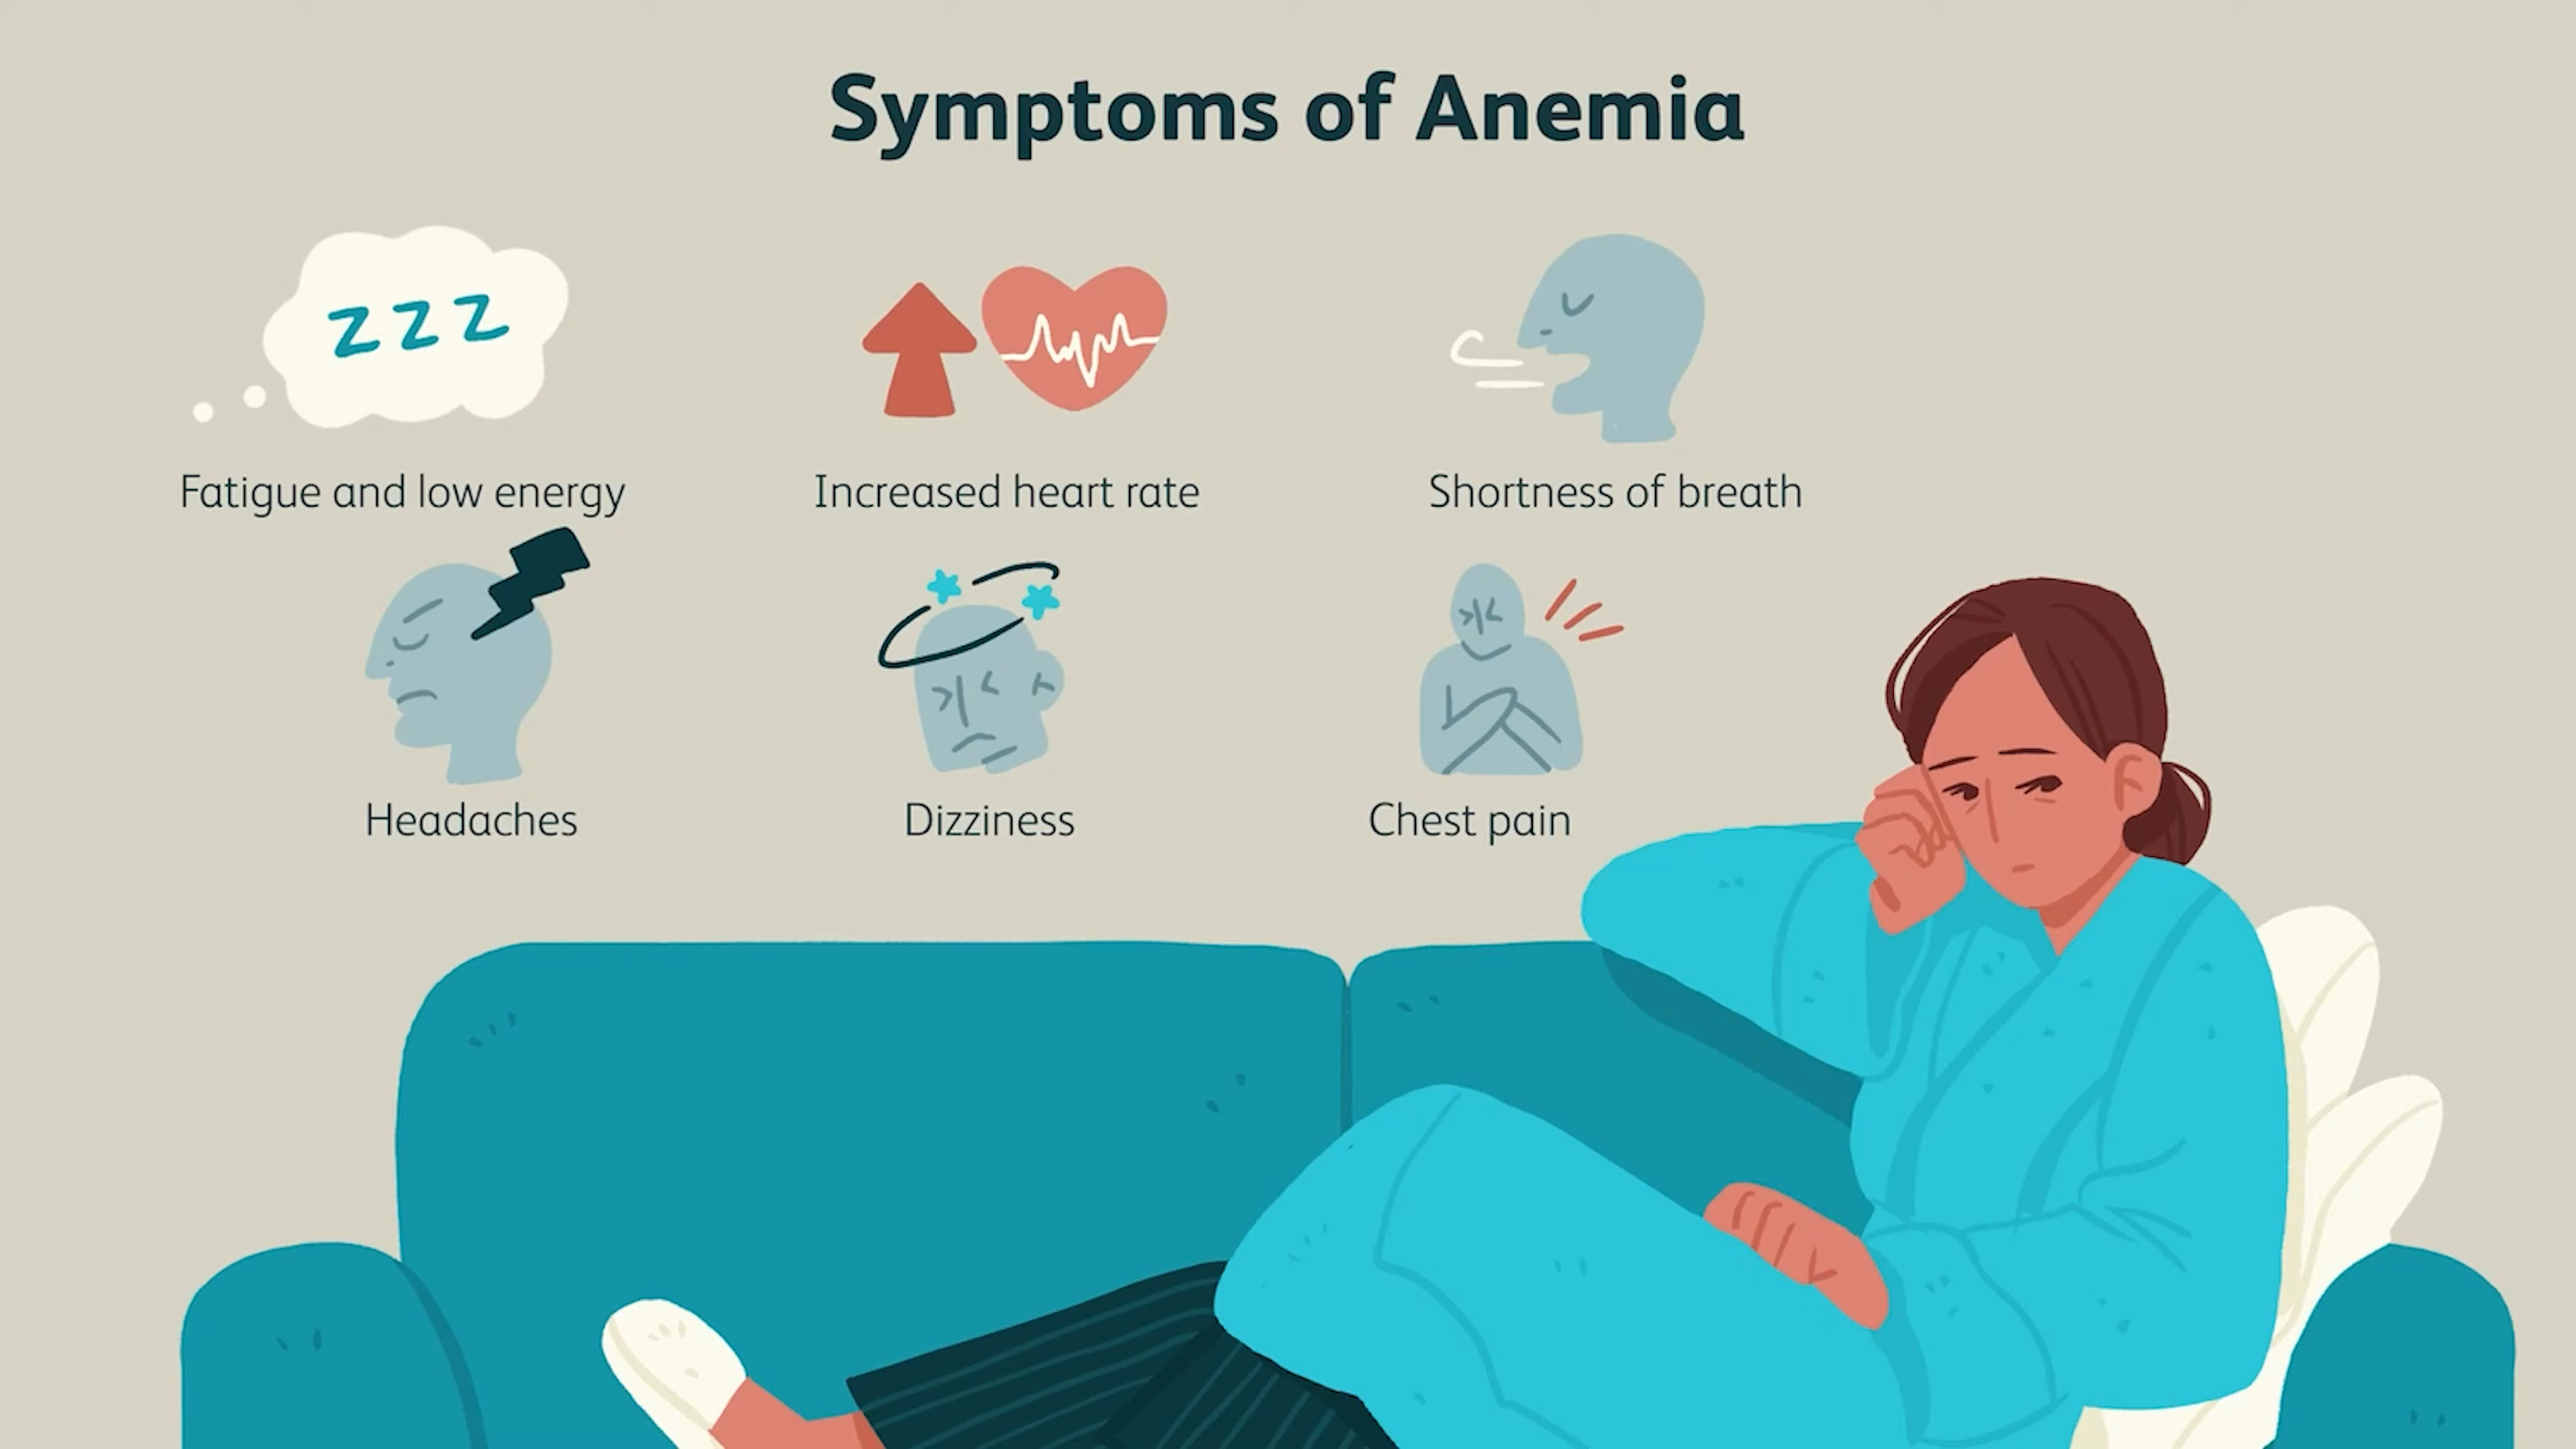 Symptoms of Anemia
zzz
Fatigue and low energy
Increased heart rate
Shortness of breath
Headaches
Dizziness
Chest pain